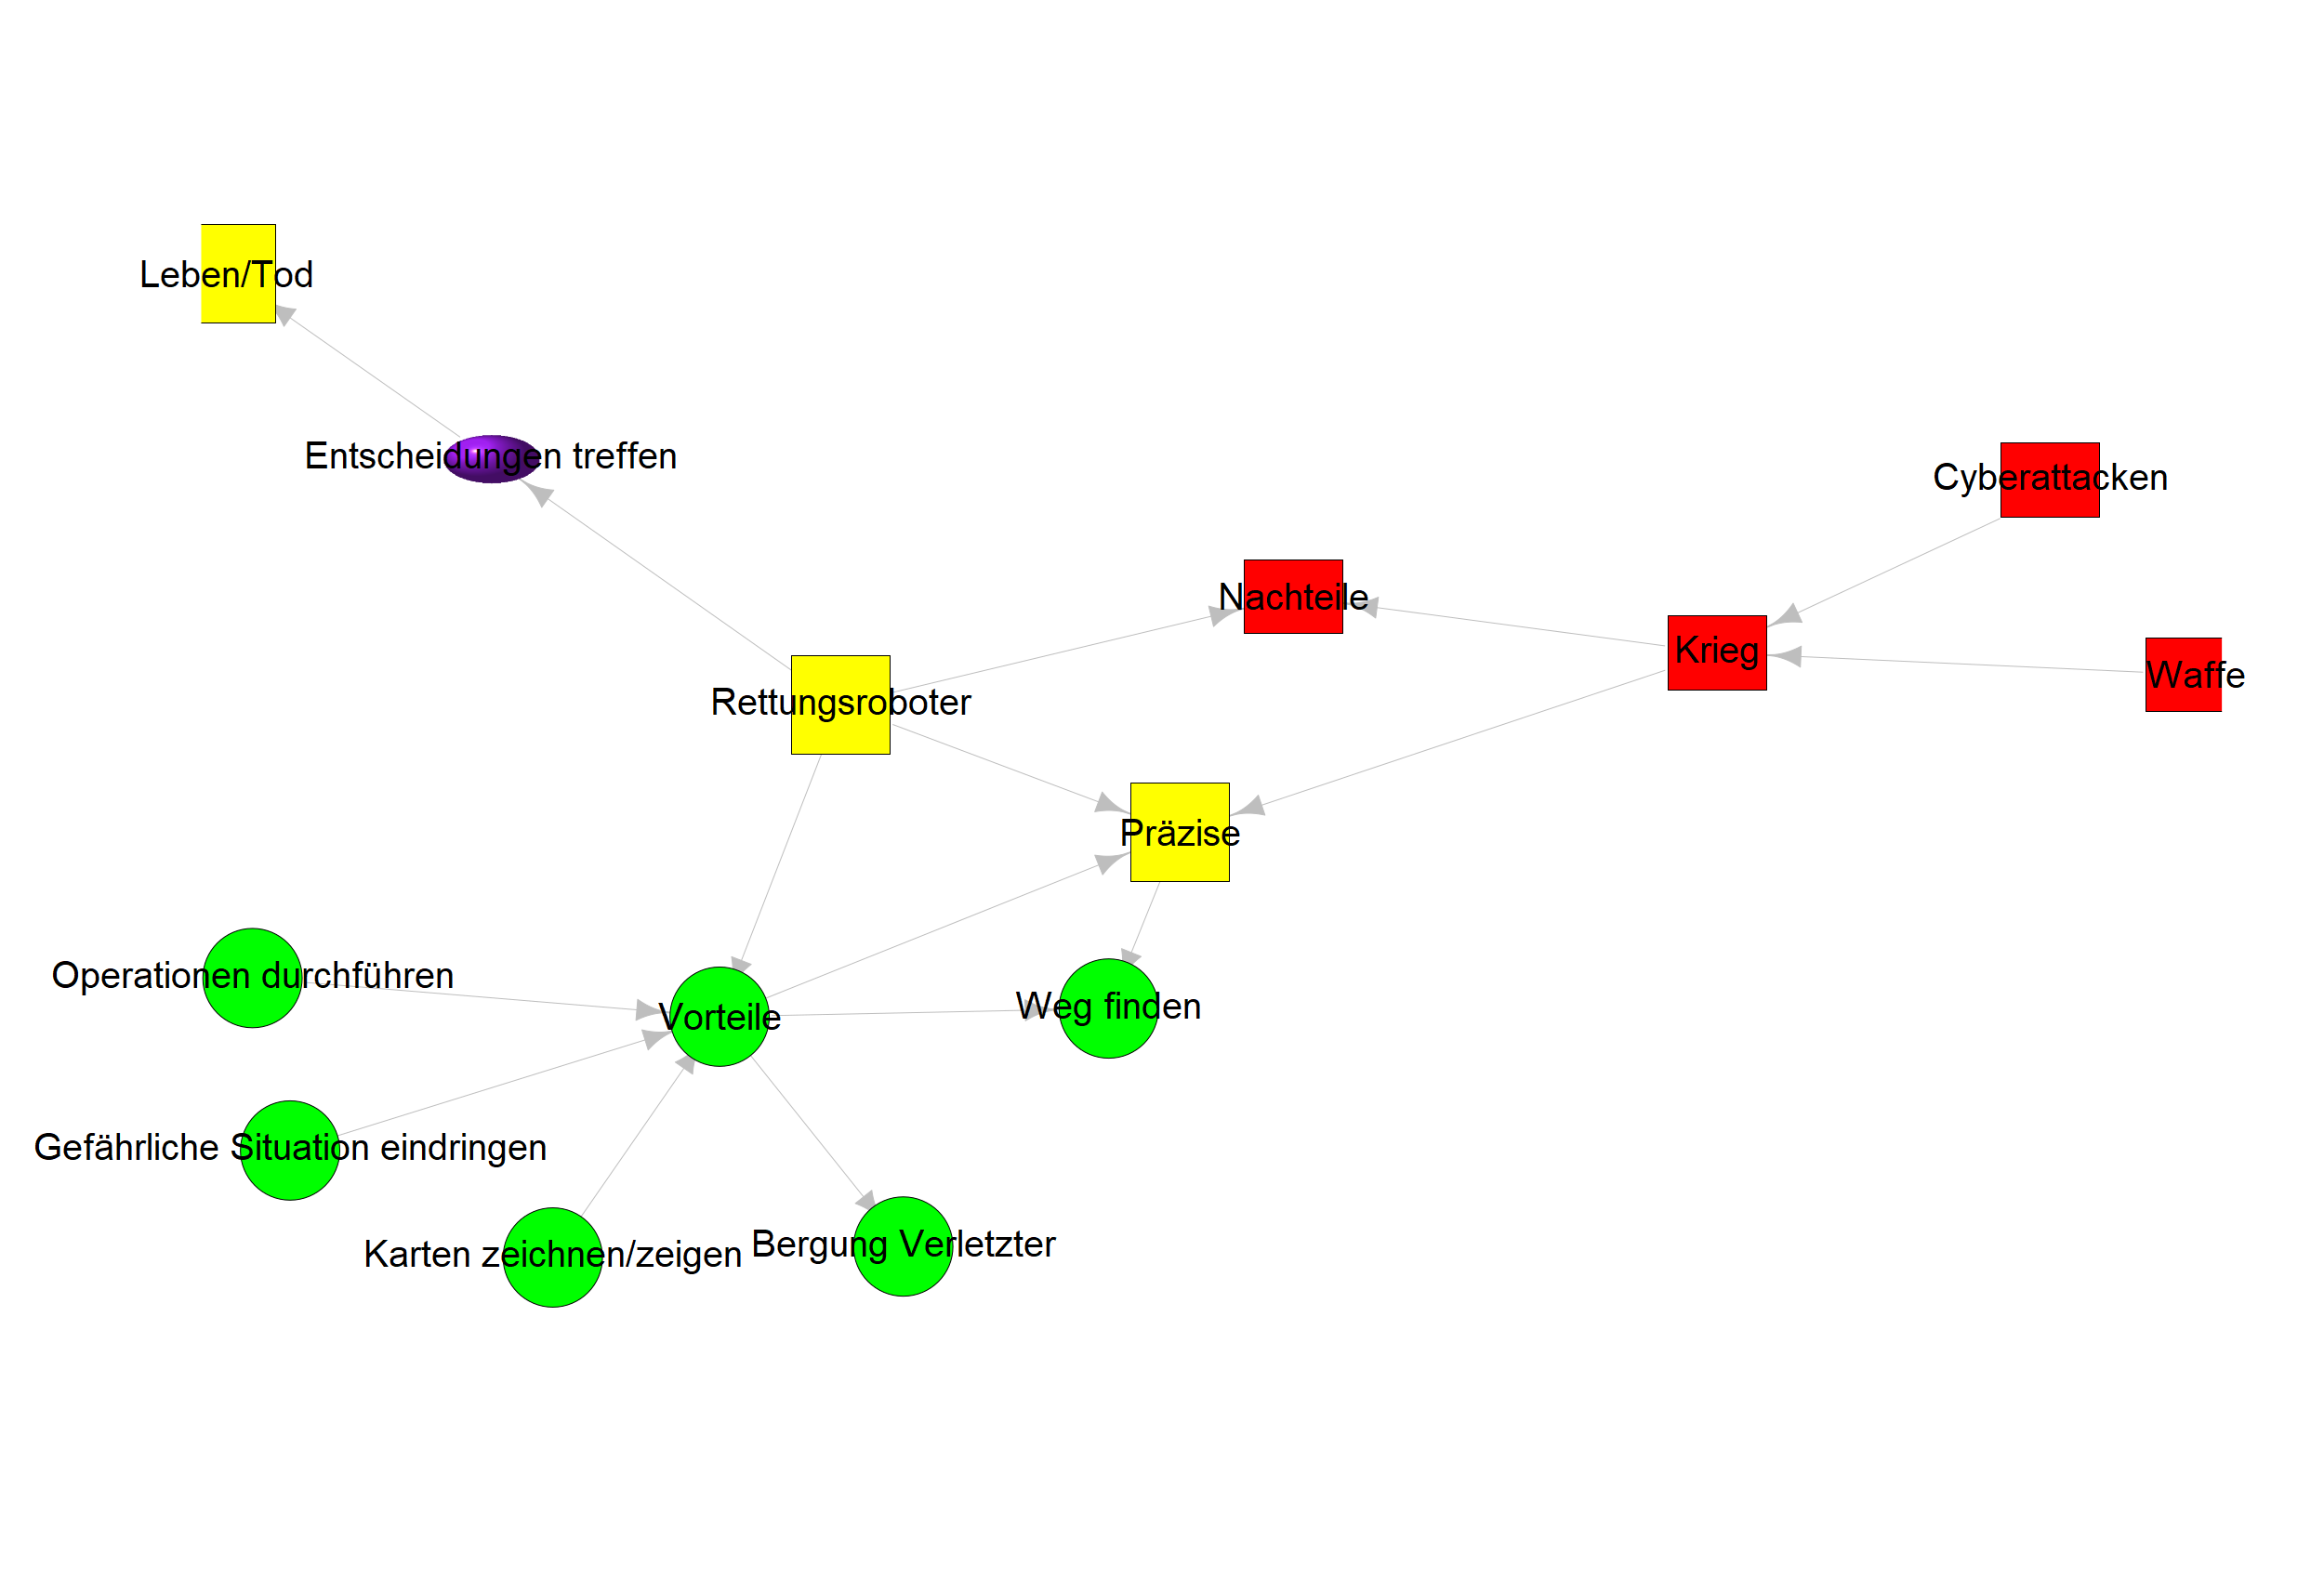 Leben/Tod
Entscheidungen treffen
Cyberattacken
Nachteile
Krieg
Waffe
Rettungsroboter
Präzise
Operationen durchführen
Vorteile
Weg finden
Gefährliche Situation eindringen
Karten zeichnen/zeigen
Bergung Verletzter